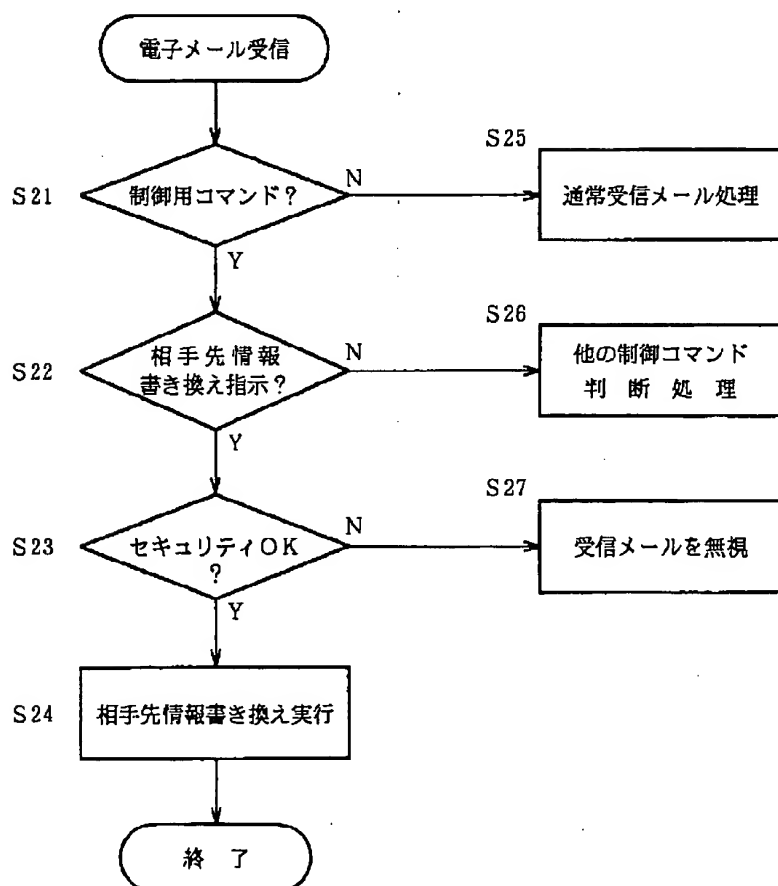 電子メール受信
S25
S21
制御用コマンド?
N
通常受信メール処理
Y
S26
S22
相手先情報
書き換え指示?
N
他の制御コマンド
判断処理
Y
S27
S23
セキュリティOK
?
N
受信メールを無視
Y
S24
相手先情報書き換え実行
終了